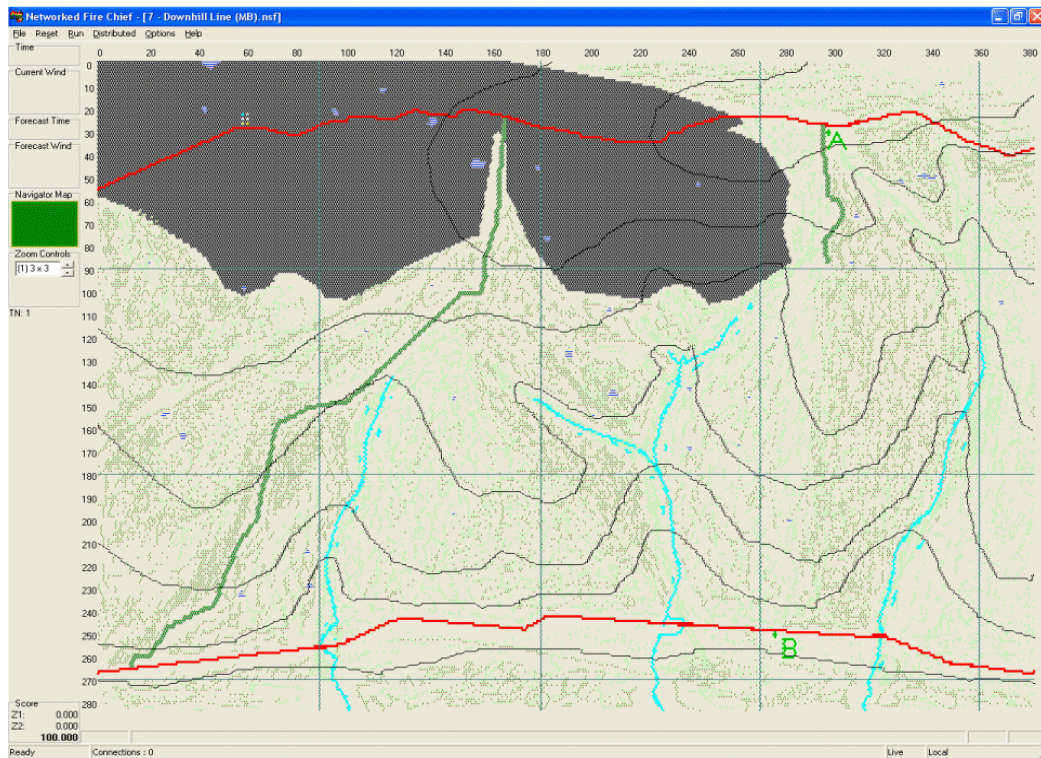 Networked Fire Chief - [7 - Downhill Line (MB).nsf]
File Reset Run Distributed Options Help
Time
Current Wind
Forecast Time
Forecast Wind
Navigator Map
Zoom Controls
(1) 3 x 3
TN: 1
0 20 40 60 80 100 120 140 160 180 200 220 240 260 280 300 320 340 360 380
0
10
20
30
40
50
60
70
80
90
100
110
120
130
140
150
160
170
180
190
200
210
220
230
240
250
260
270
280
A
B
Score
Z1: 0.000
Z2: 0.000
100.000
Ready Connections : 0 Live Local